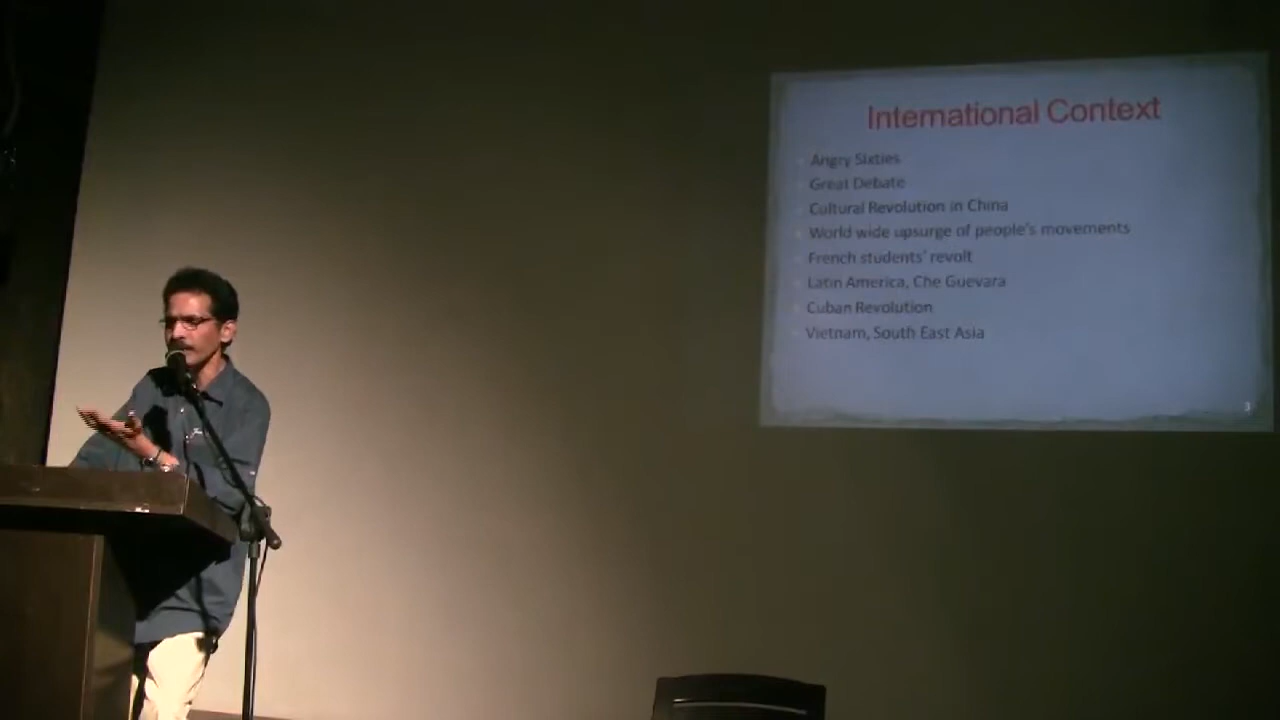 International Context
Angry Sixties
Great Debate
Cultural Revolution in China
World wide upsurge of people's movements
French students' revolt
Latin America, Che Guevara
Cuban Revolution
Vietnam, South East Asia